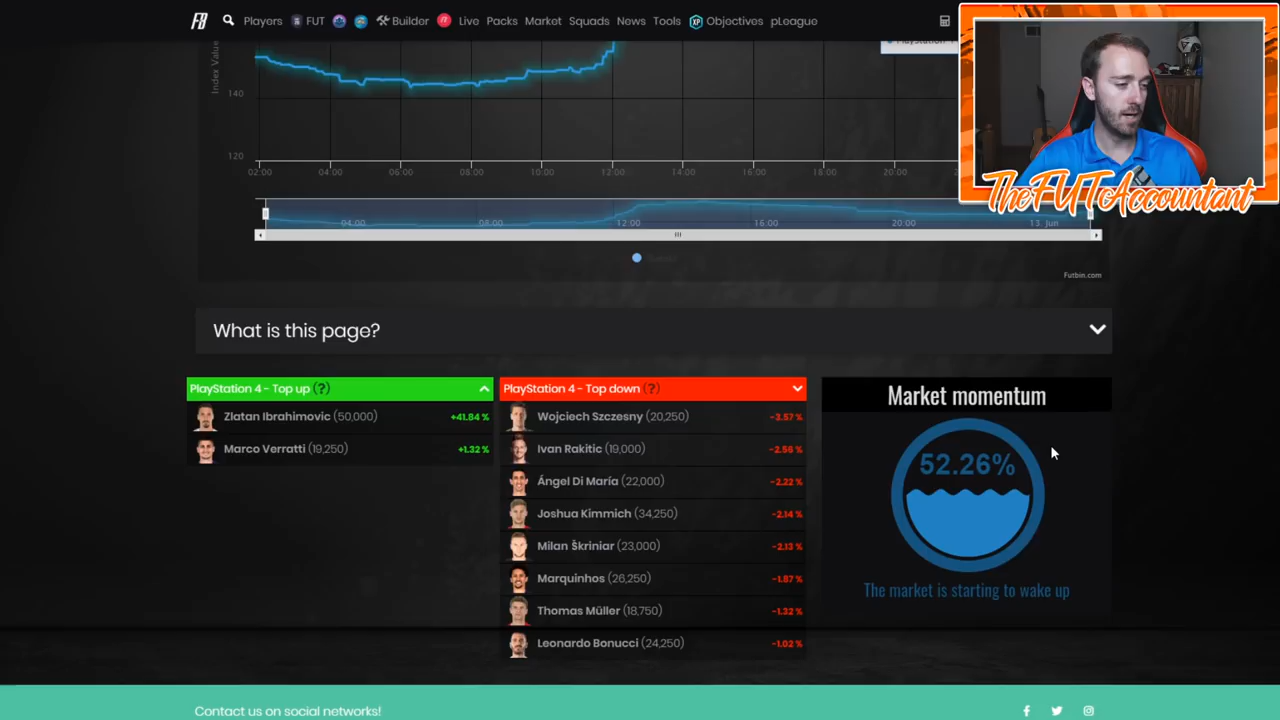 FB Players FUT Builder Live Packs Market Squads News Tools XP Objectives pLeague
Index Value
140
120
02:00 04:00 06:00 08:00 10:00 12:00 14:00 16:00 18:00 20:00
04:00 08:00 12:00 16:00 20:00 13. Jun
Futbin.com
TheFUTAccountant
What is this page?
PlayStation 4 - Top up (?)
Zlatan Ibrahimovic (50,000) +41.84 %
Marco Verratti (19,250) +1.32 %
PlayStation 4 - Top down (?)
Wojciech Szczesny (20,250) -3.57 %
Ivan Rakitic (19,000) -2.56 %
Ángel Di María (22,000) -2.22 %
Joshua Kimmich (34,250) -2.14 %
Milan Škriniar (23,000) -2.13 %
Marquinhos (26,250) -1.87 %
Thomas Müller (18,750) -1.32 %
Leonardo Bonucci (24,250) -1.02 %
Market momentum
52.26%
The market is starting to wake up
Contact us on social networks!